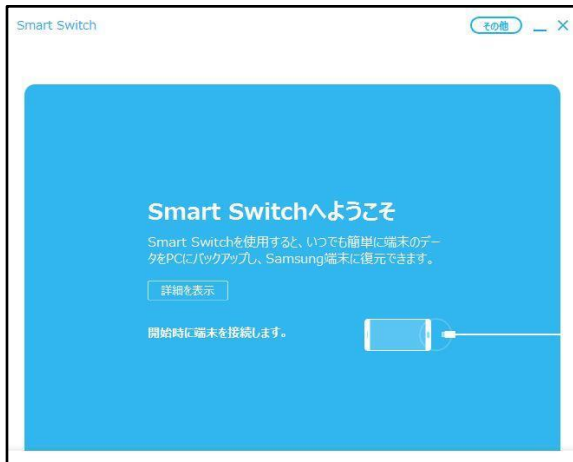 Smart Switch
その他
Smart Switchへようこそ
Smart Switchを使用すると、いつでも簡単に端末のデー
タをPCにバックアップし、Samsung端末に復元できます。
詳細を表示
開始時に端末を接続します。